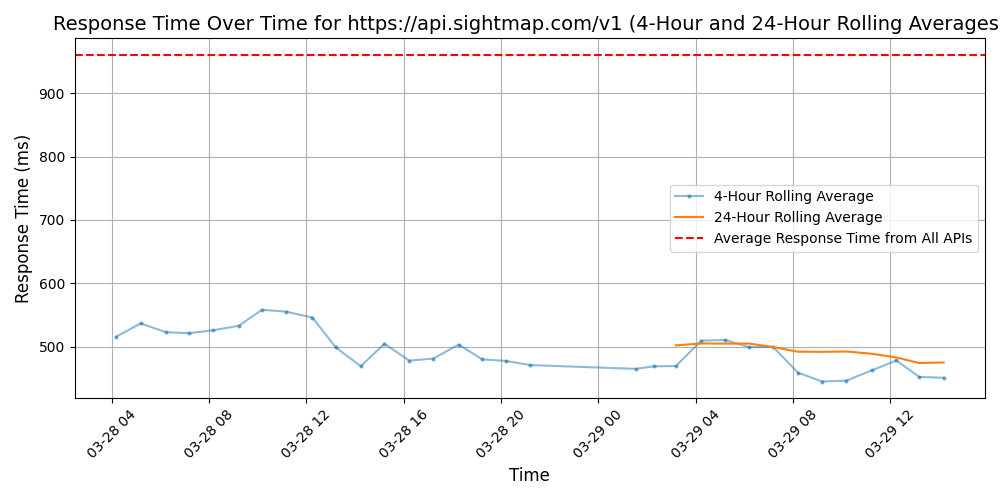 Response Time Over Time for https://api.sightmap.com/v1 (4-Hour and 24-Hour Rolling Averages
Response Time (ms)
900
800
700
600
500
4-Hour Rolling Average
24-Hour Rolling Average
Average Response Time from All APIs
03-28 04
03-28 08
03-28 12
03-28 16
03-28 20
03-29 00
03-29 04
03-29 08
03-29 12
Time